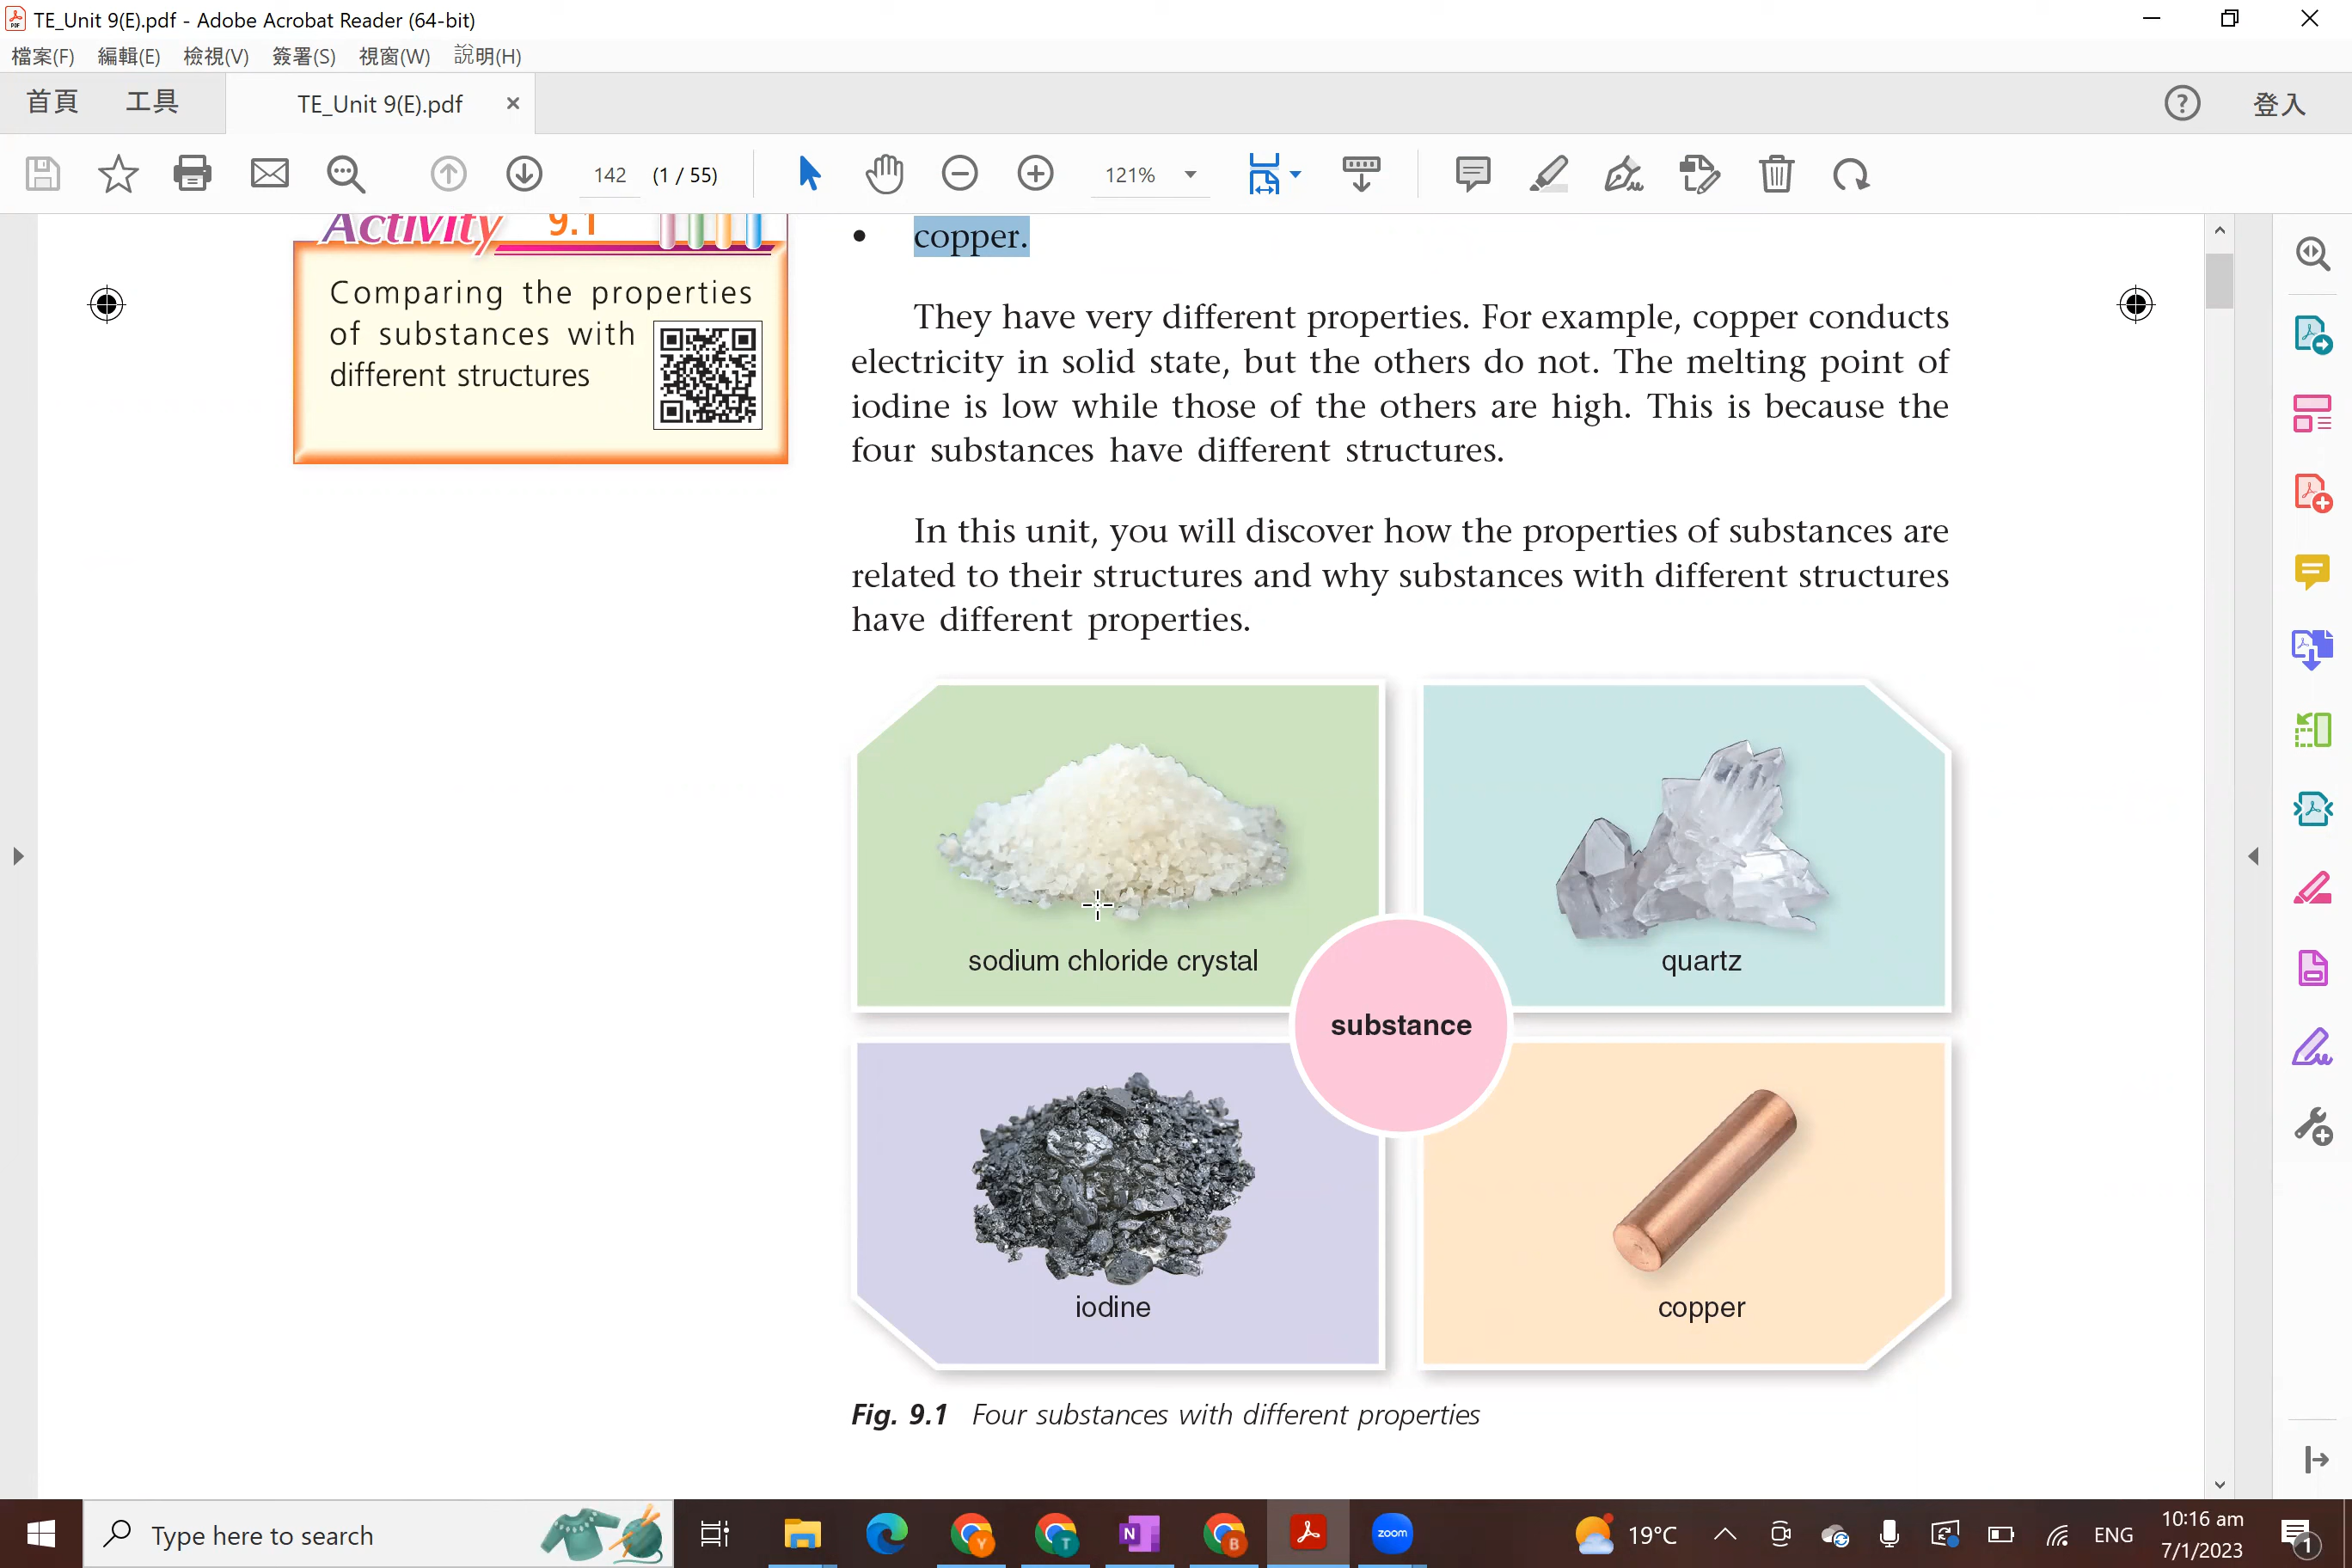 TE_Unit 9(E).pdf - Adobe Acrobat Reader (64-bit)
檔案(F) 編輯(E) 檢視(V) 簽署(S) 視窗(W) 說明(H)
首頁 工具 TE_Unit 9(E).pdf 登入
142 (1 / 55) 121%
Activity 9.1
Comparing the properties
of substances with
different structures
• copper.
They have very different properties. For example, copper conducts
electricity in solid state, but the others do not. The melting point of
iodine is low while those of the others are high. This is because the
four substances have different structures.
In this unit, you will discover how the properties of substances are
related to their structures and why substances with different structures
have different properties.
sodium chloride crystal
quartz
substance
iodine
copper
Fig. 9.1 Four substances with different properties
Type here to search
zoom
19°C
ENG
10:16 am
7/1/2023
1